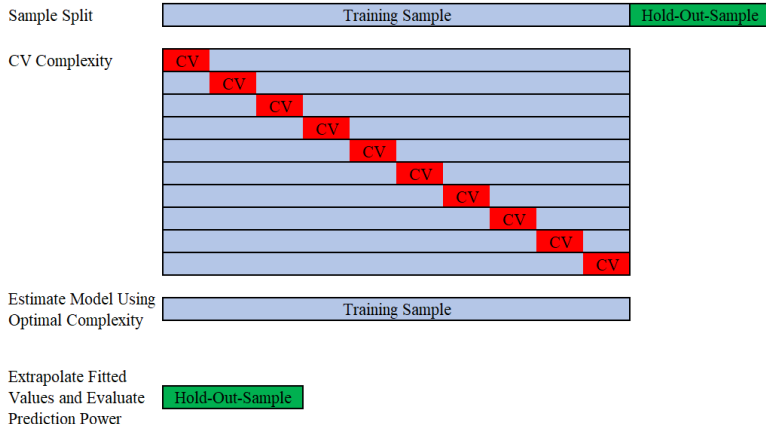 Sample Split
Training Sample
Hold-Out-Sample
CV Complexity
CV
CV
CV
CV
CV
CV
CV
CV
CV
CV
Estimate Model Using
Optimal Complexity
Training Sample
Extrapolate Fitted
Values and Evaluate
Prediction Power
Hold-Out-Sample